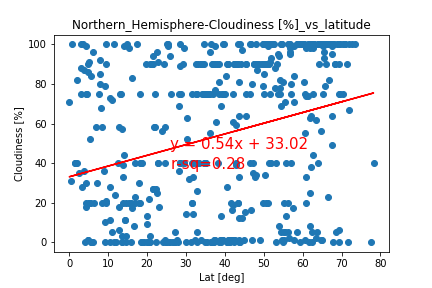 Northern_Hemisphere-Cloudiness [%]_vs_latitude
100
80
60
40
20
0
Cloudiness [%]
y = 0.54x + 33.02
r-sq=0.28
0 10 20 30 40 50 60 70 80
Lat [deg]